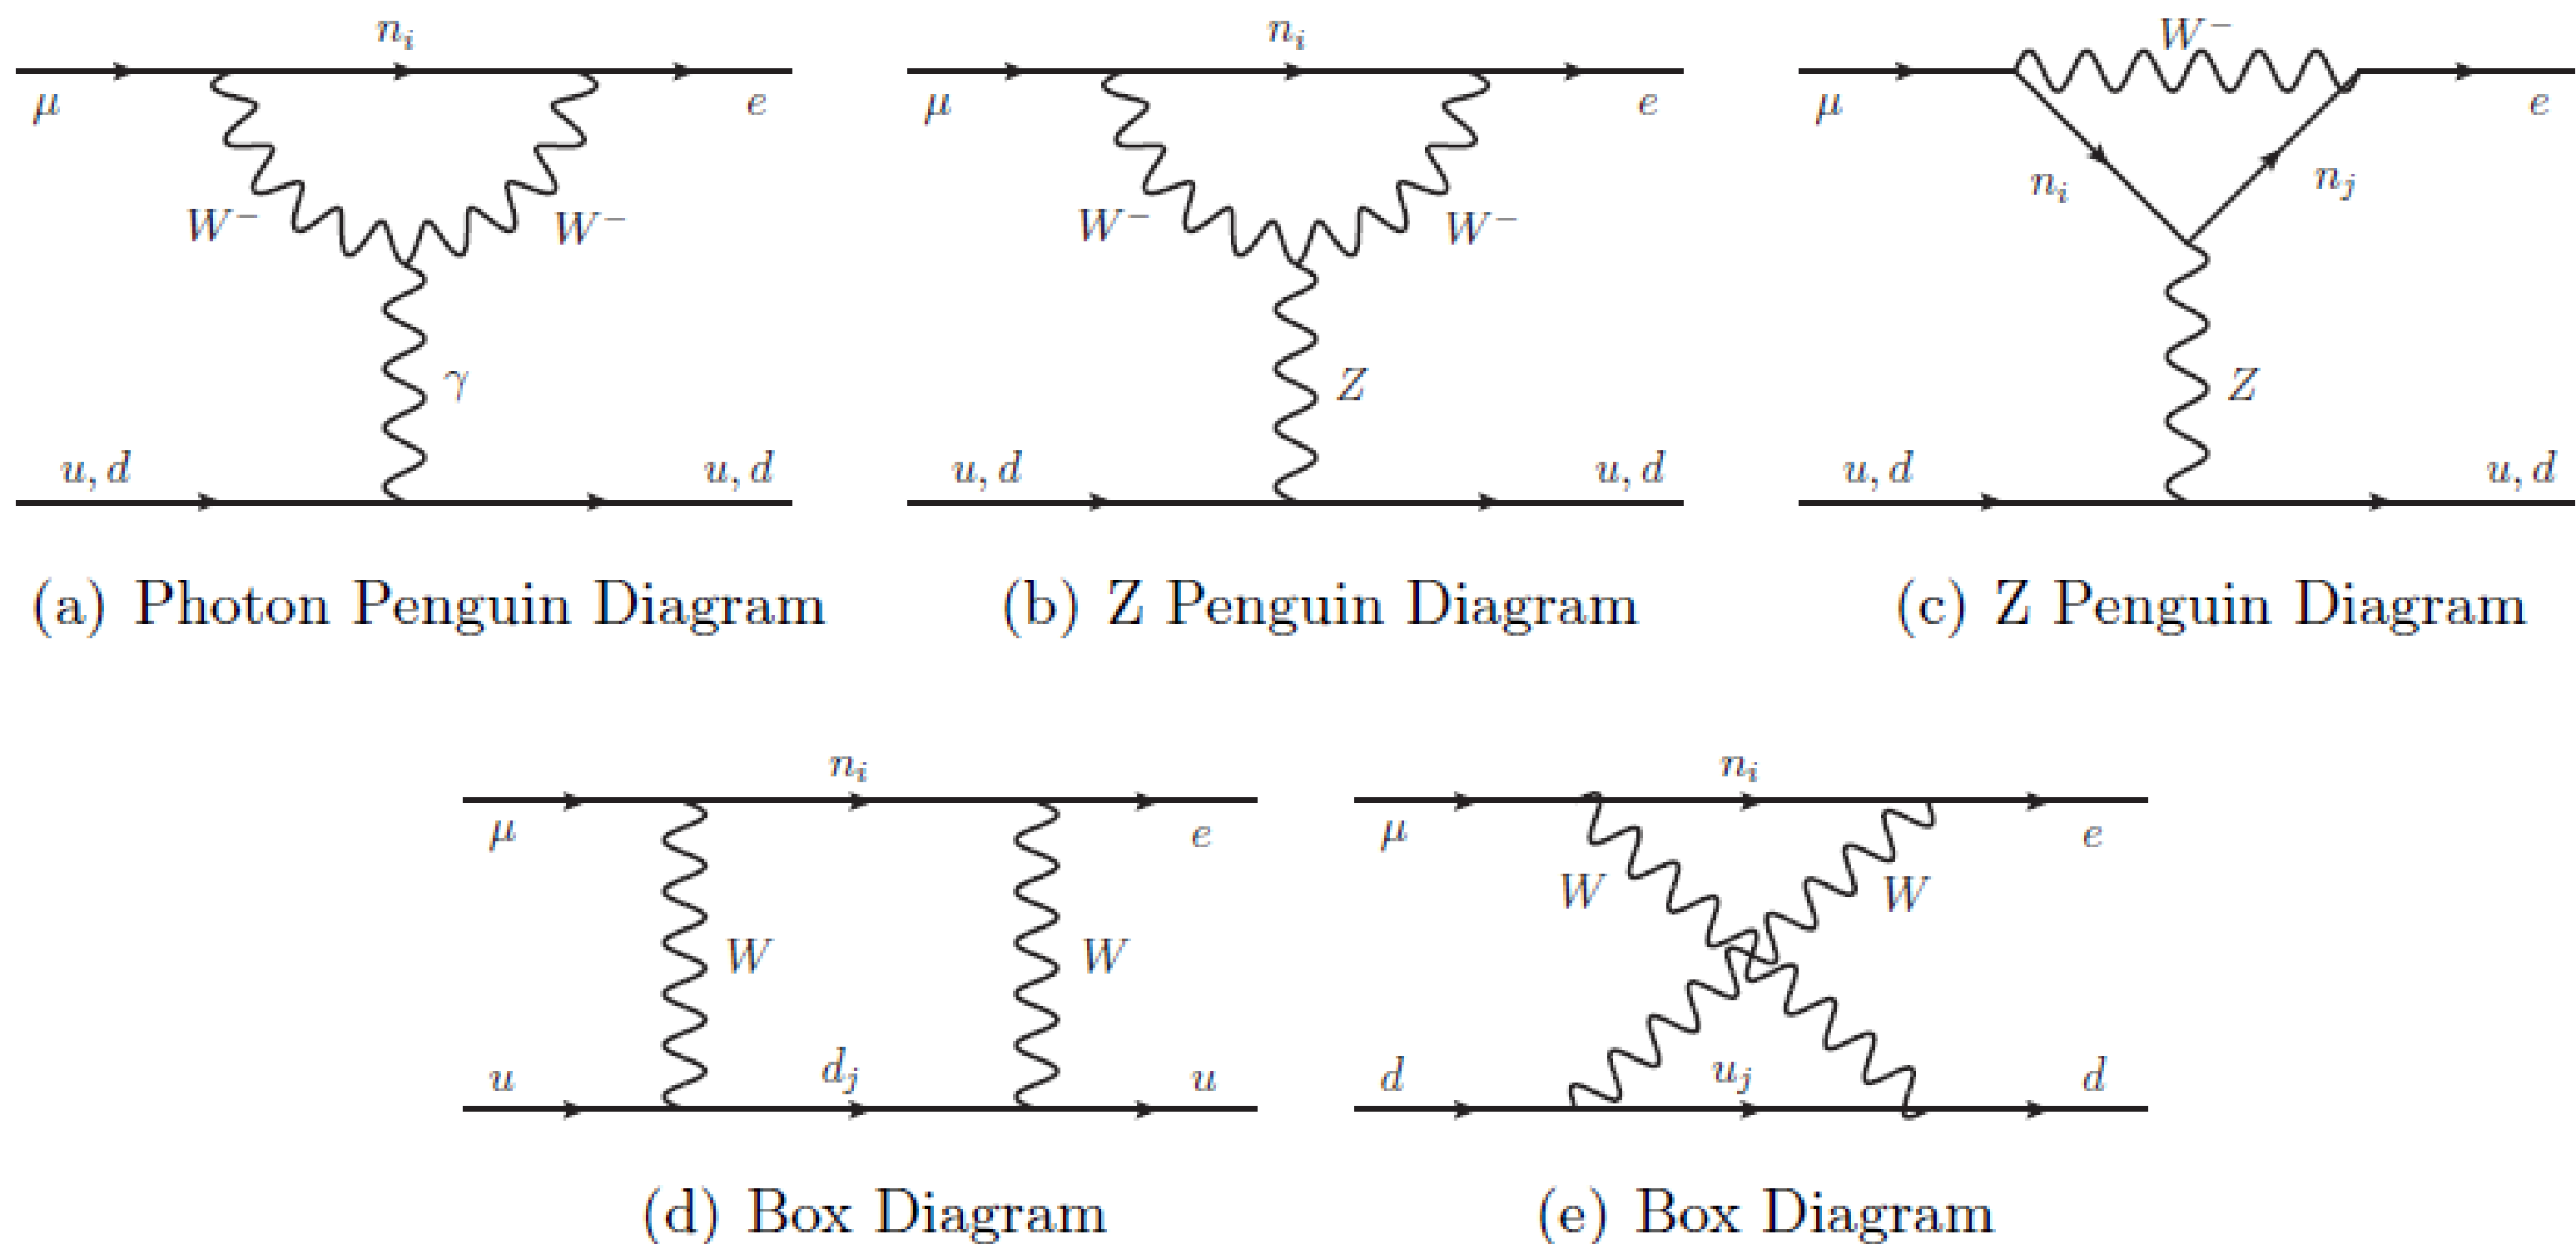 n_i n_i W⁻
μ e μ e μ e
n_i n_j
W⁻ W⁻ W⁻ W⁻
γ Z Z
u, d u, d u, d u, d u, d u, d
(a) Photon Penguin Diagram (b) Z Penguin Diagram (c) Z Penguin Diagram
n_i n_i
μ e μ e
W W
W W
u d_j u d u_j d
(d) Box Diagram (e) Box Diagram